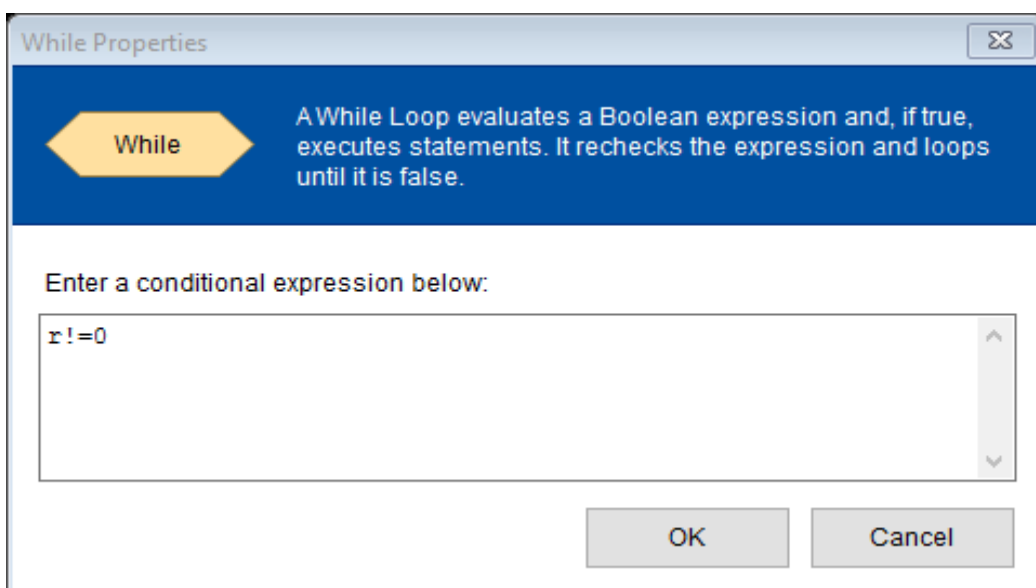 While Properties
While
A While Loop evaluates a Boolean expression and, if true,
executes statements. It rechecks the expression and loops
until it is false.
Enter a conditional expression below:
r!=0
OK
Cancel